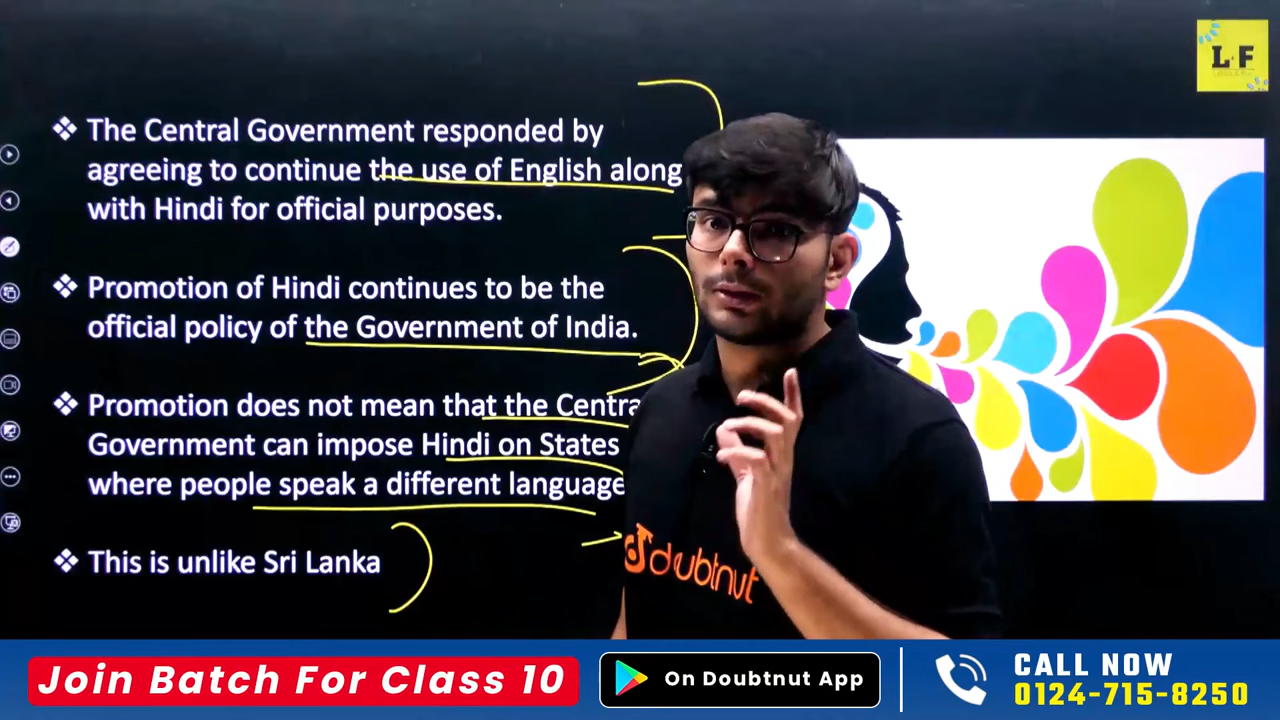 L·F
❖ The Central Government responded by
agreeing to continue the use of English along
with Hindi for official purposes.
❖ Promotion of Hindi continues to be the
official policy of the Government of India.
❖ Promotion does not mean that the Centra
Government can impose Hindi on States
where people speak a different language
❖ This is unlike Sri Lanka
doubtnut
Join Batch For Class 10
On Doubtnut App
CALL NOW
0124-715-8250